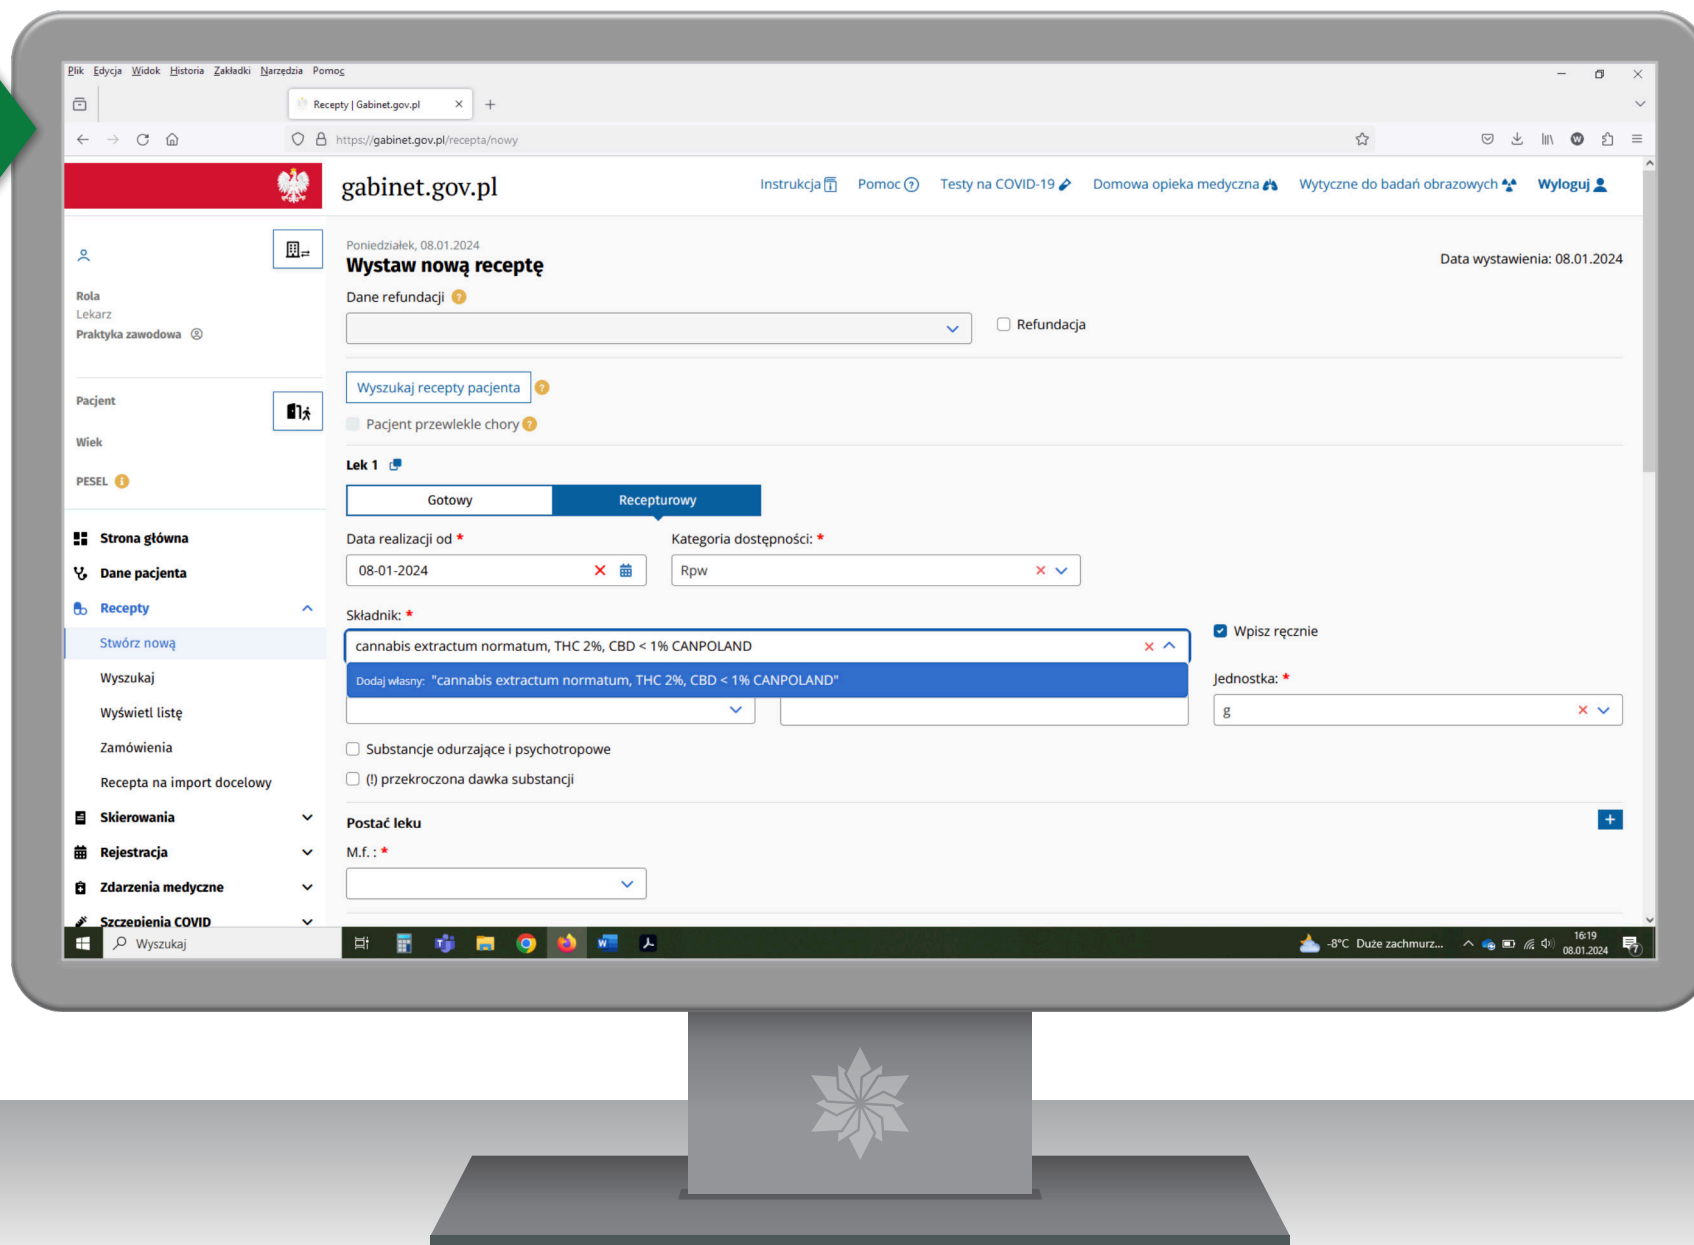 Plik Edycja Widok Historia Zakładki Narzędzia Pomoc
Recepty | Gabinet.gov.pl
https://gabinet.gov.pl/recepta/nowy
gabinet.gov.pl
Instrukcja Pomoc Testy na COVID-19 Domowa opieka medyczna Wytyczne do badań obrazowych Wyloguj
Poniedziałek, 08.01.2024
Wystaw nową receptę
Data wystawienia: 08.01.2024
Rola
Lekarz
Praktyka zawodowa
Dane refundacji ?
Refundacja
Wyszukaj recepty pacjenta ?
Pacjent przewlekle chory ?
Pacjent
Wiek
PESEL i
Lek 1
Gotowy Recepturowy
Data realizacji od * Kategoria dostępności: *
08-01-2024 Rpw
Składnik: *
Wpisz ręcznie
cannabis extractum normatum, THC 2%, CBD < 1% CANPOLAND
Dodaj własny: "cannabis extractum normatum, THC 2%, CBD < 1% CANPOLAND"
Jednostka: *
g
Substancje odurzające i psychotropowe
(!) przekroczona dawka substancji
Postać leku
+
M.f. : *
Strona główna
Dane pacjenta
Recepty
Stwórz nową
Wyszukaj
Wyświetl listę
Zamówienia
Recepta na import docelowy
Skierowania
Rejestracja
Zdarzenia medyczne
Szczepienia COVID
Wyszukaj
-8°C Duże zachmurz...
16:19
08.01.2024
7